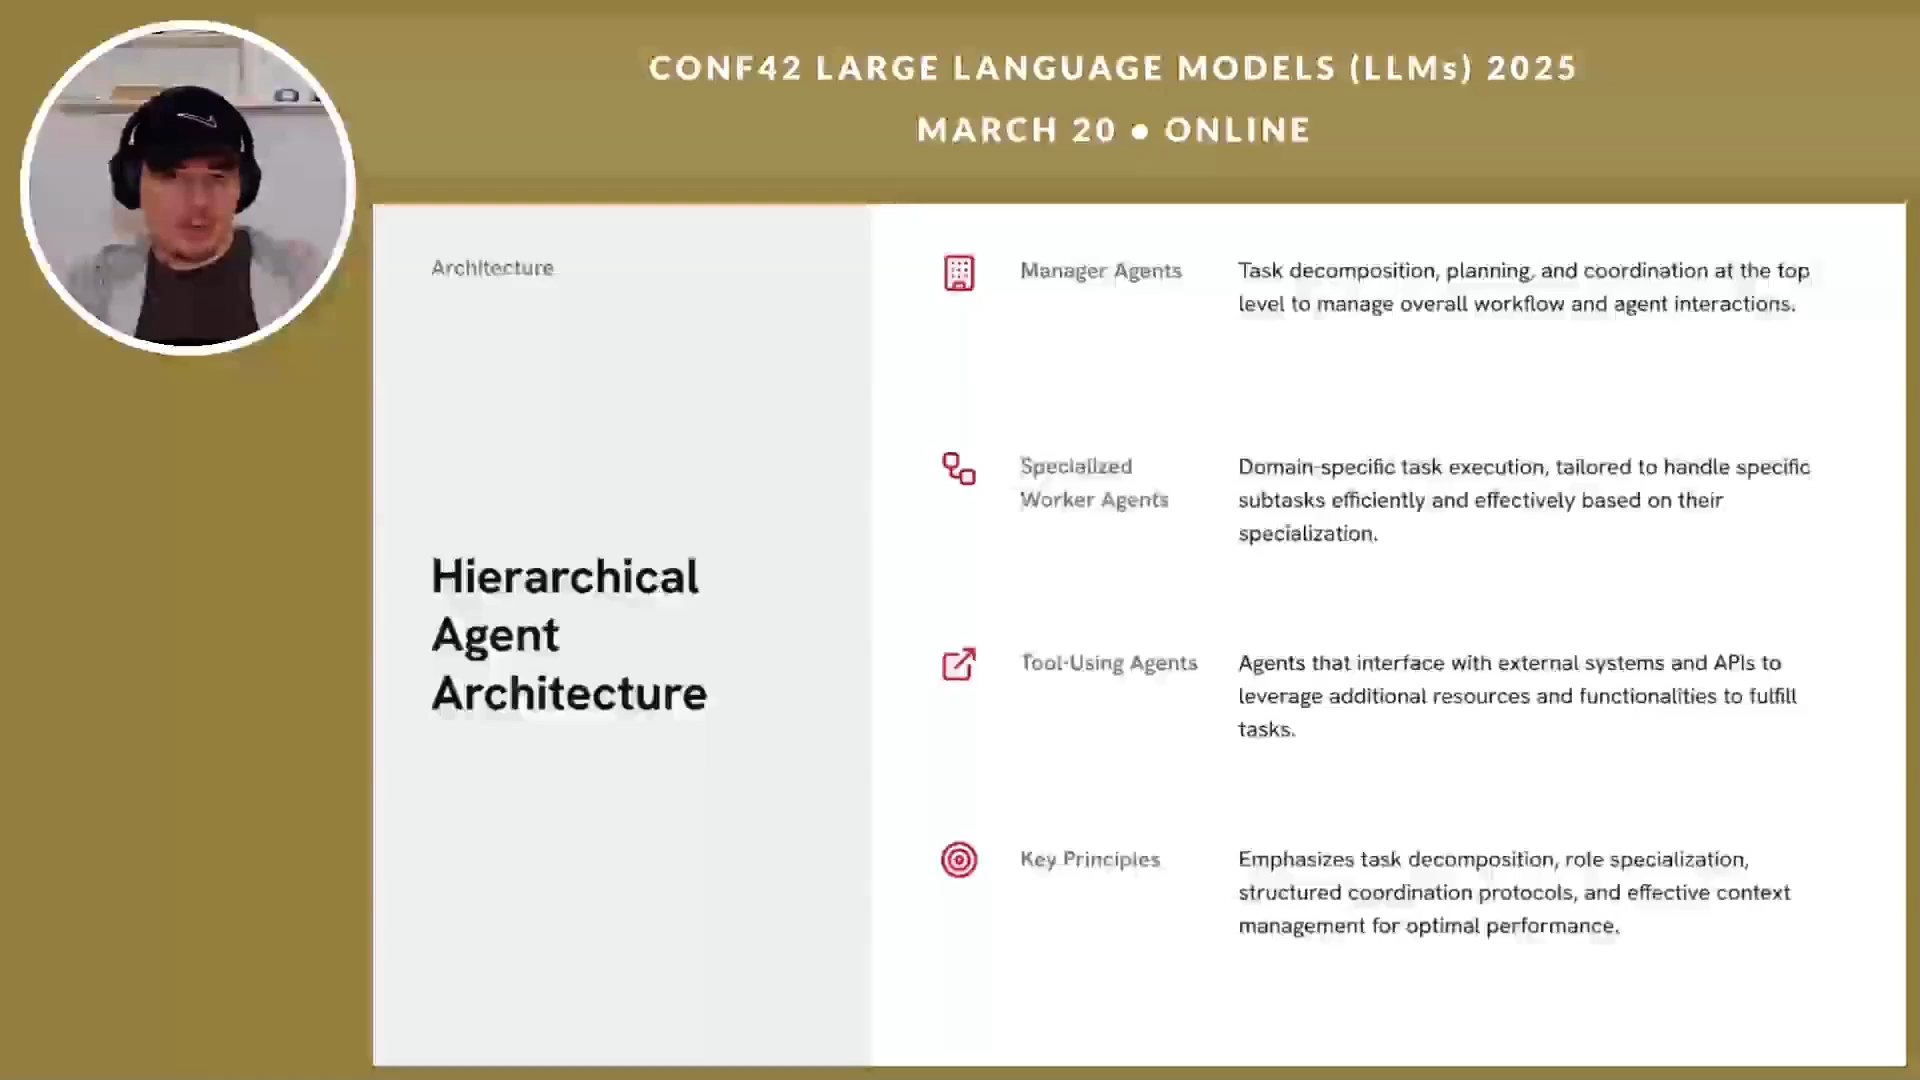 CONF42 LARGE LANGUAGE MODELS (LLMs) 2025
MARCH 20 ● ONLINE
Architecture
Hierarchical
Agent
Architecture
Manager Agents
Task decomposition, planning, and coordination at the top
level to manage overall workflow and agent interactions.
Specialized
Worker Agents
Domain-specific task execution, tailored to handle specific
subtasks efficiently and effectively based on their
specialization.
Tool-Using Agents
Agents that interface with external systems and APIs to
leverage additional resources and functionalities to fulfill
tasks.
Key Principles
Emphasizes task decomposition, role specialization,
structured coordination protocols, and effective context
management for optimal performance.